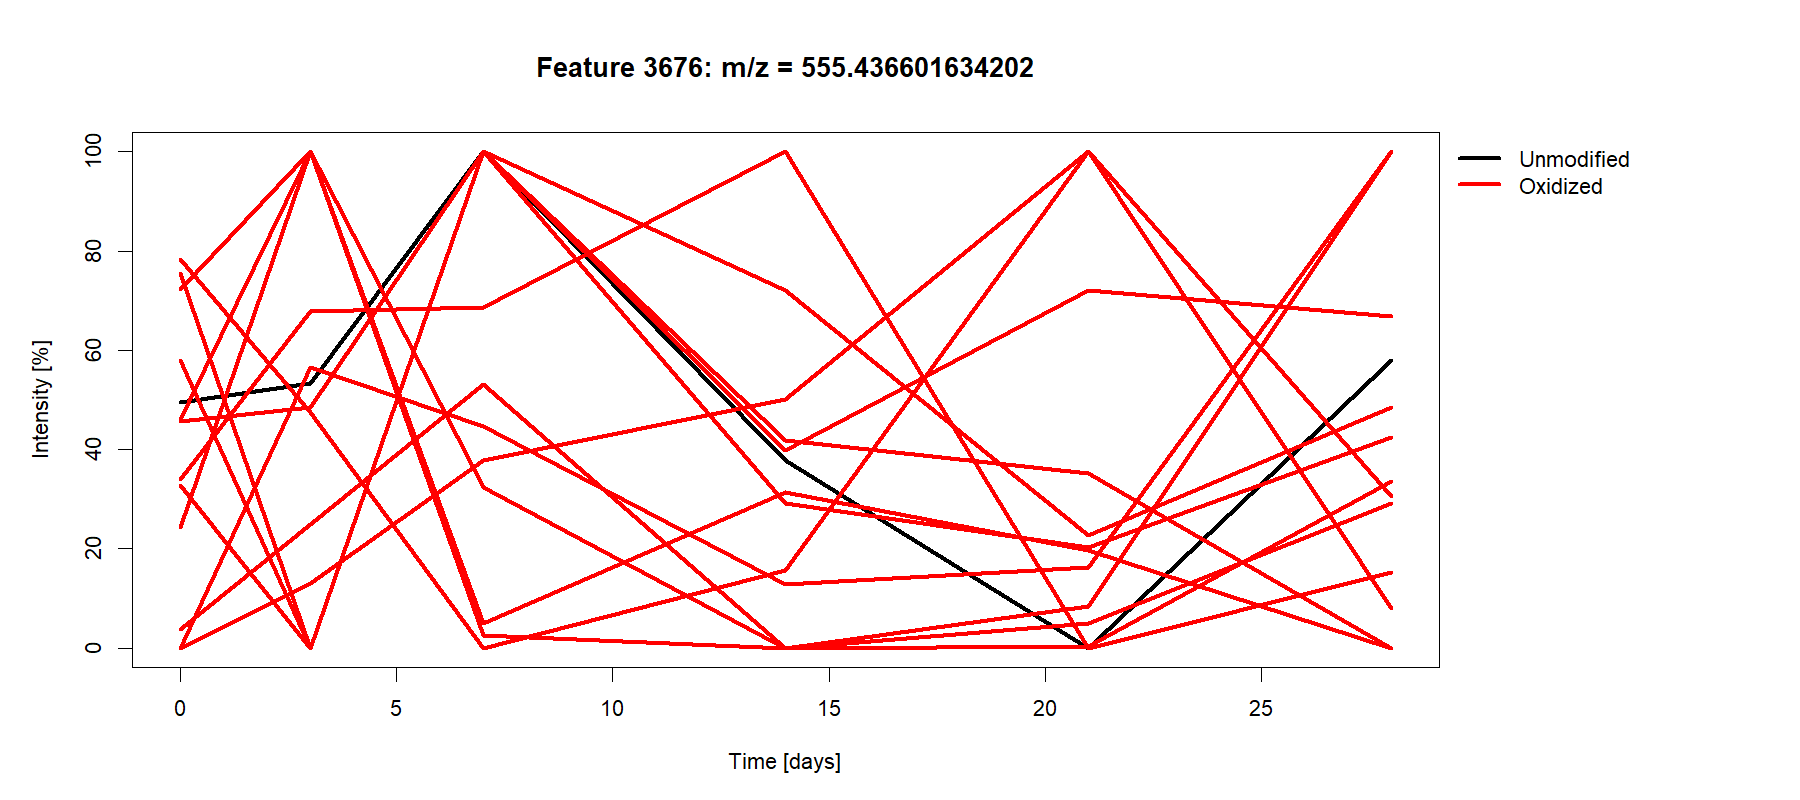 Feature 3676: m/z = 555.436601634202
Unmodified
Oxidized
Intensity [%]
100
80
60
40
20
0
0 5 10 15 20 25
Time [days]